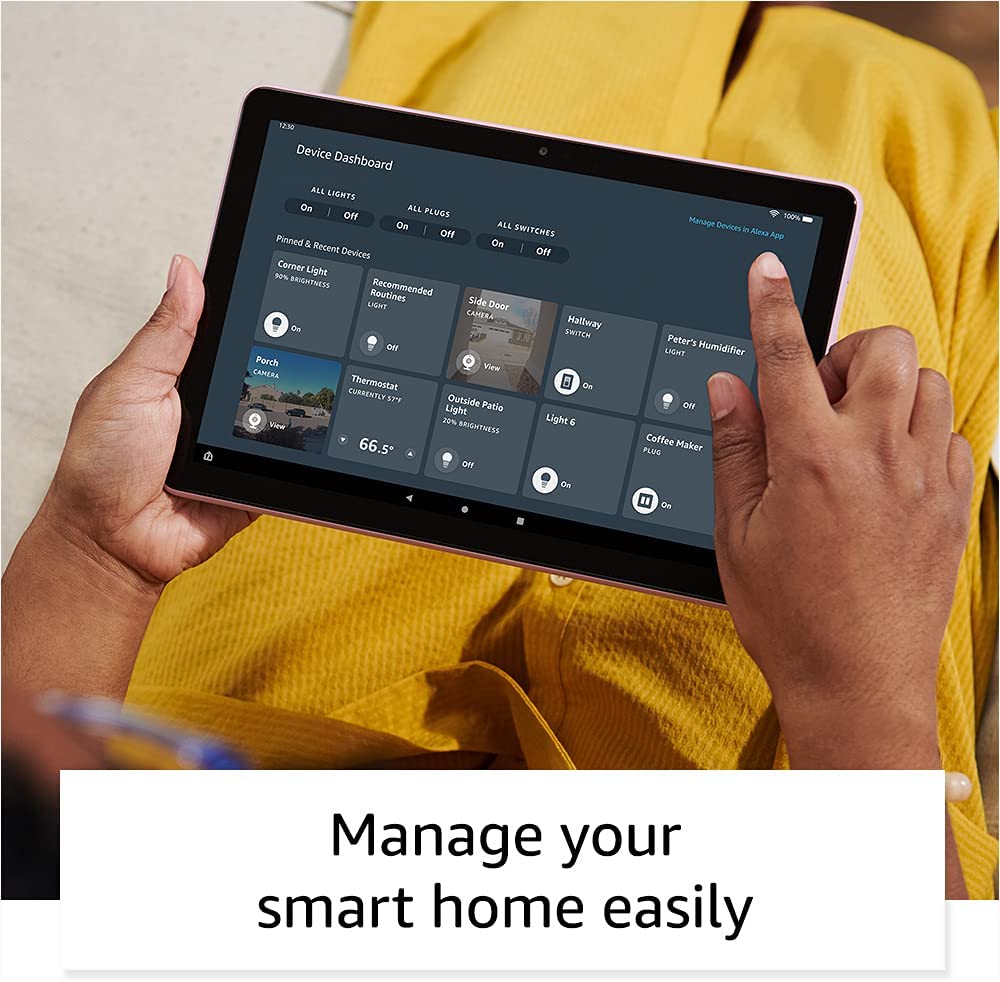 12:30
100%
Device Dashboard
Manage Devices in Alexa App
ALL LIGHTS
On | Off
ALL PLUGS
On | Off
ALL SWITCHES
On | Off
Pinned & Recent Devices
Corner Light
90% BRIGHTNESS
On
Recommended
Routines
LIGHT
Off
Side Door
CAMERA
View
Hallway
SWITCH
On
Peter's Humidifier
LIGHT
Off
Porch
CAMERA
View
Thermostat
CURRENTLY 57°F
66.5°
Outside Patio
Light
20% BRIGHTNESS
Off
Light 6
On
Coffee Maker
PLUG
On
Manage your
smart home easily